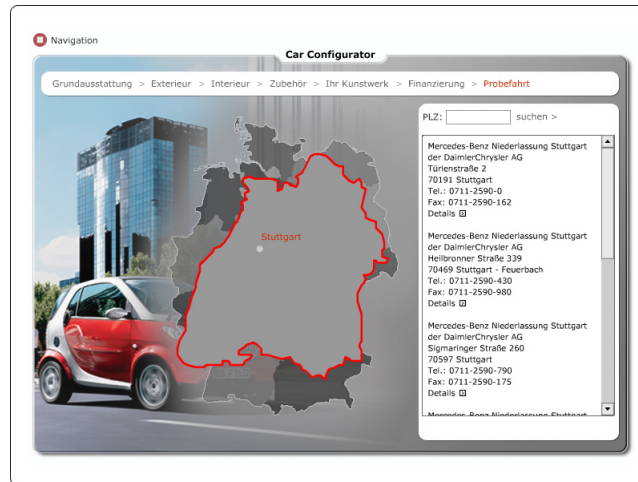 Navigation
Car Configurator
Grundausstattung > Exterieur > Interieur > Zubehör > Ihr Kunstwerk > Finanzierung > Probefahrt
PLZ: suchen >
Stuttgart
Mercedes-Benz Niederlassung Stuttgart
der DaimlerChrysler AG
Türlenstraße 2
70191 Stuttgart
Tel.: 0711-2590-0
Fax: 0711-2590-162
Details
Mercedes-Benz Niederlassung Stuttgart
der DaimlerChrysler AG
Heilbronner Straße 339
70469 Stuttgart - Feuerbach
Tel.: 0711-2590-430
Fax: 0711-2590-980
Details
Mercedes-Benz Niederlassung Stuttgart
der DaimlerChrysler AG
Sigmaringer Straße 260
70597 Stuttgart
Tel.: 0711-2590-790
Fax: 0711-2590-175
Details
Mercedes-Benz Niederlassung Stuttgart